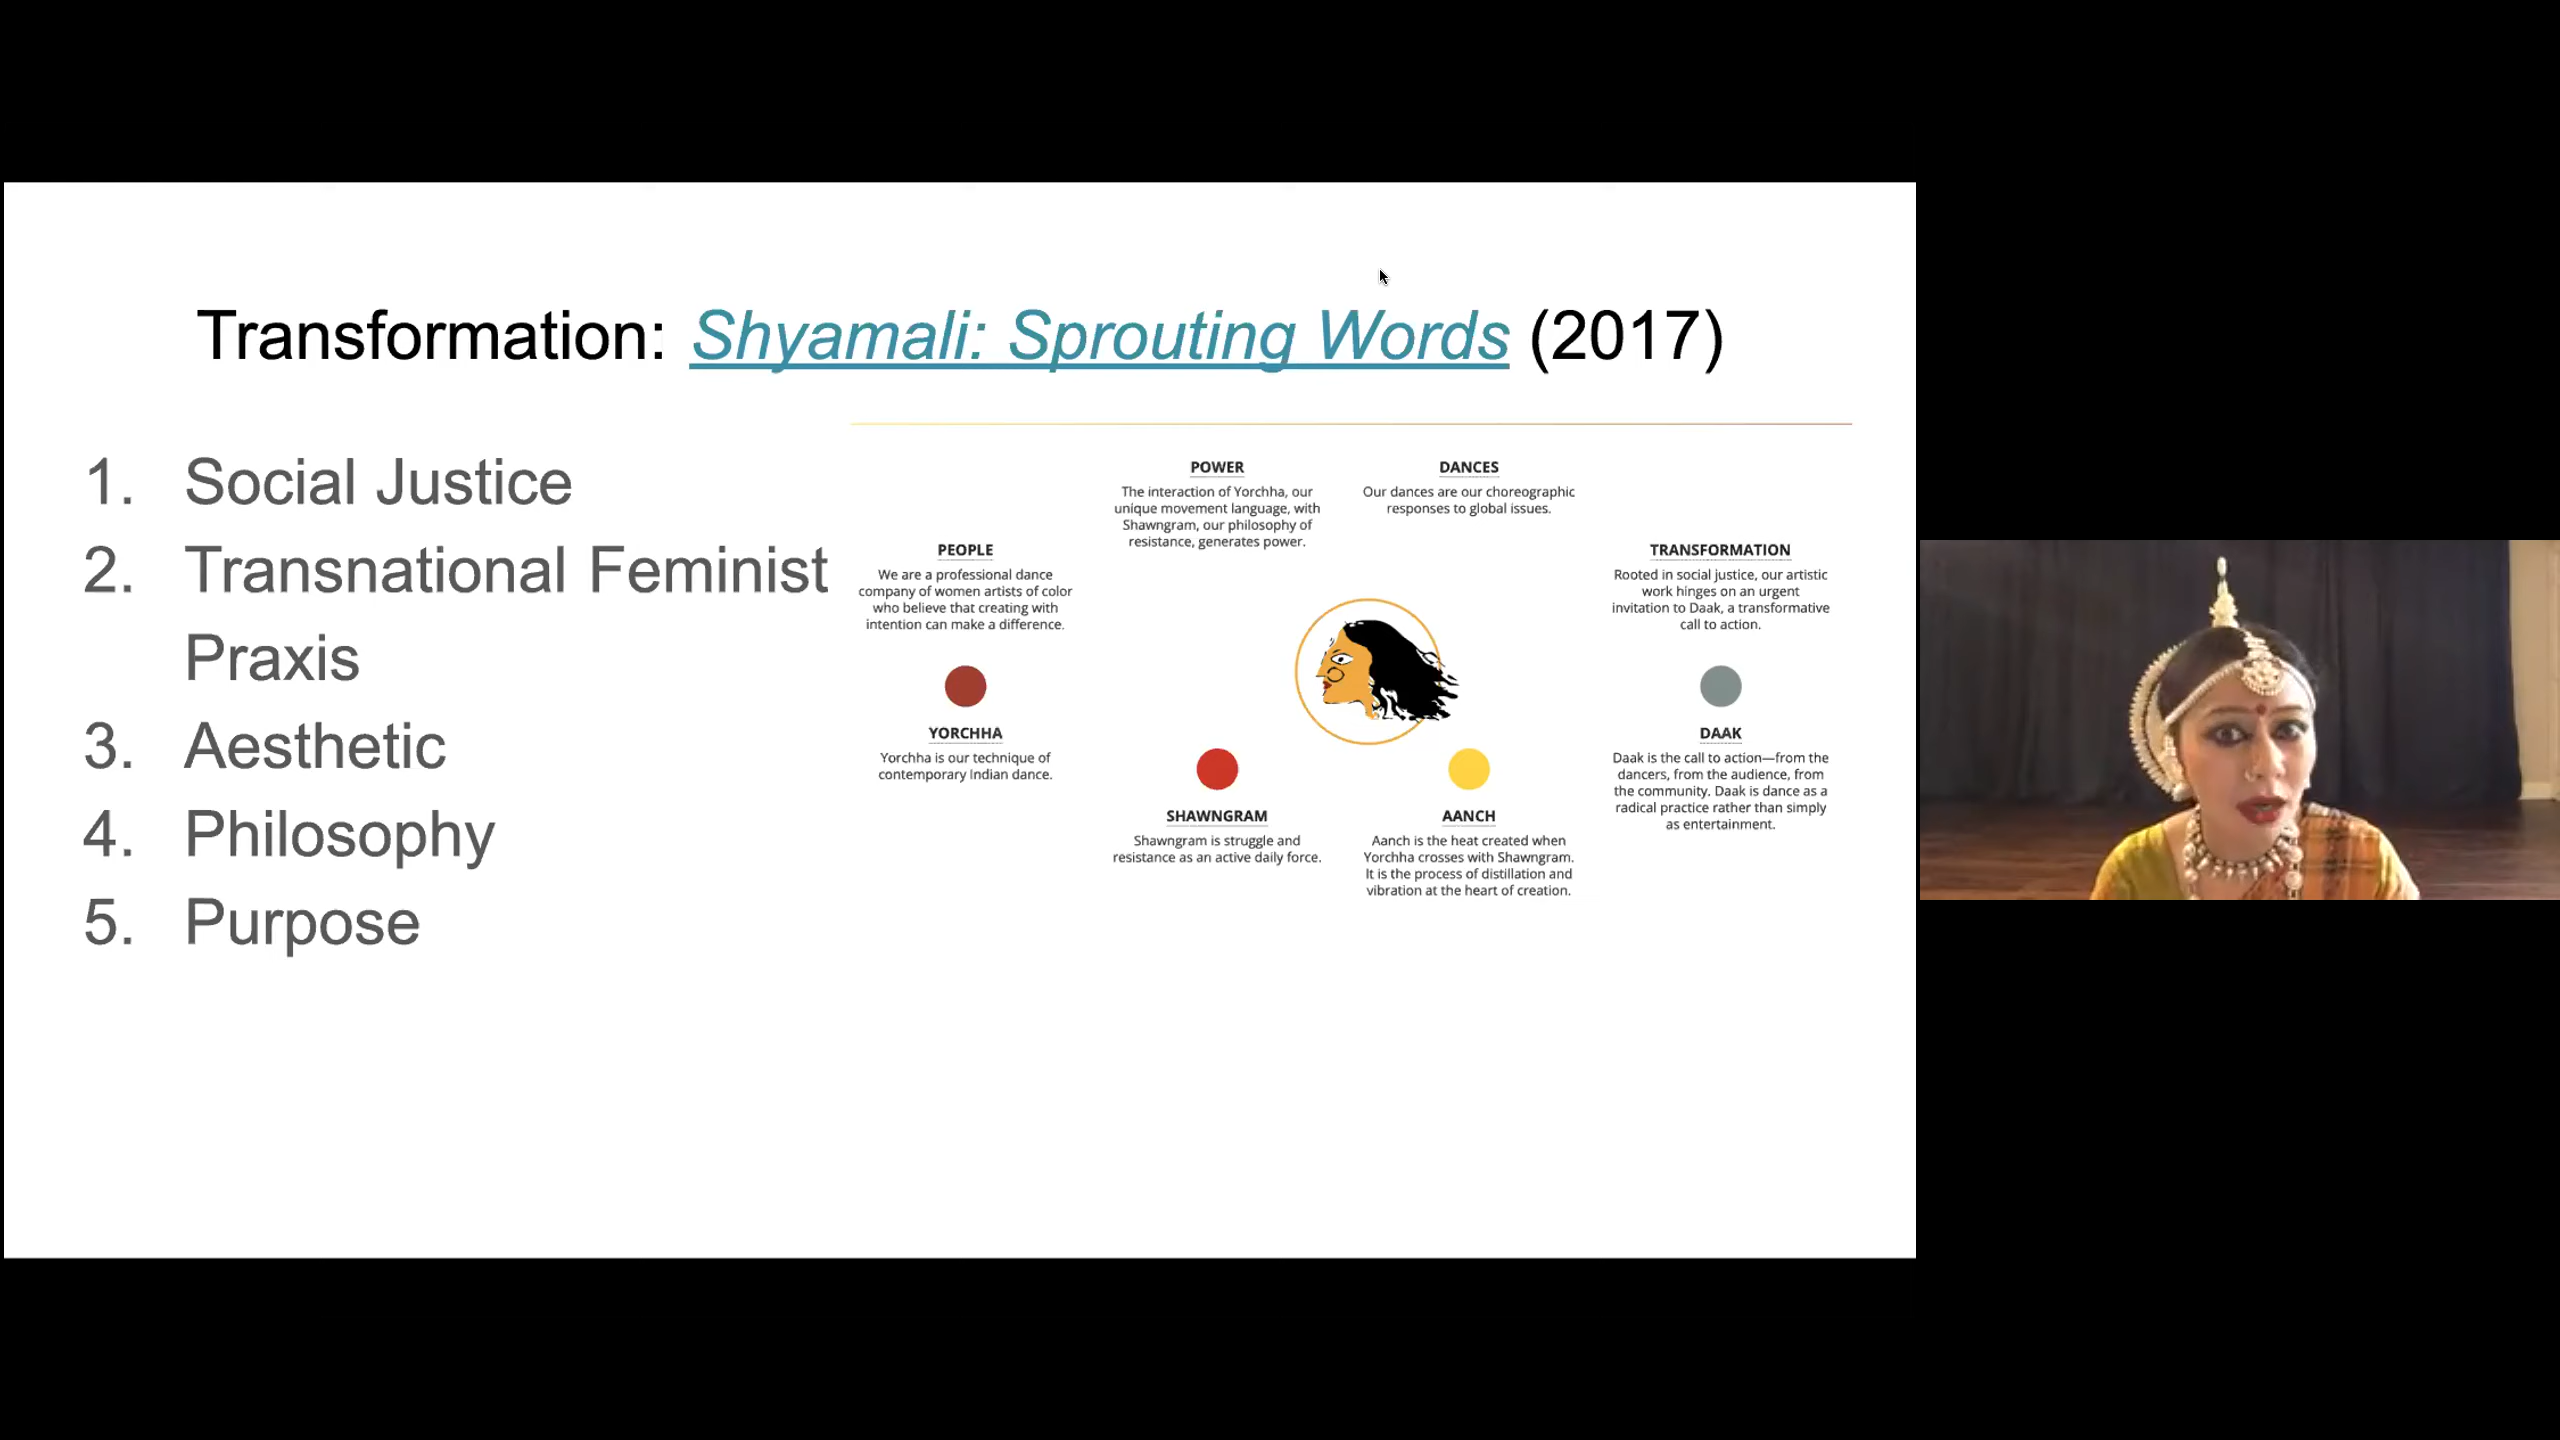 Transformation: Shyamali: Sprouting Words (2017)
1. Social Justice
2. Transnational Feminist
Praxis
3. Aesthetic
4. Philosophy
5. Purpose
PEOPLE
We are a professional dance
company of women artists of color
who believe that creating with
intention can make a difference.
POWER
The interaction of Yorchha, our
unique movement language, with
Shawngram, our philosophy of
resistance, generates power.
DANCES
Our dances are our choreographic
responses to global issues.
TRANSFORMATION
Rooted in social justice, our artistic
work hinges on an urgent
invitation to Daak, a transformative
call to action.
YORCHHA
Yorchha is our technique of
contemporary Indian dance.
SHAWNGRAM
Shawngram is struggle and
resistance as an active daily force.
AANCH
Aanch is the heat created when
Yorchha crosses with Shawngram.
It is the process of distillation and
vibration at the heart of creation.
DAAK
Daak is the call to action—from the
dancers, from the audience, from
the community. Daak is dance as a
radical practice rather than simply
as entertainment.